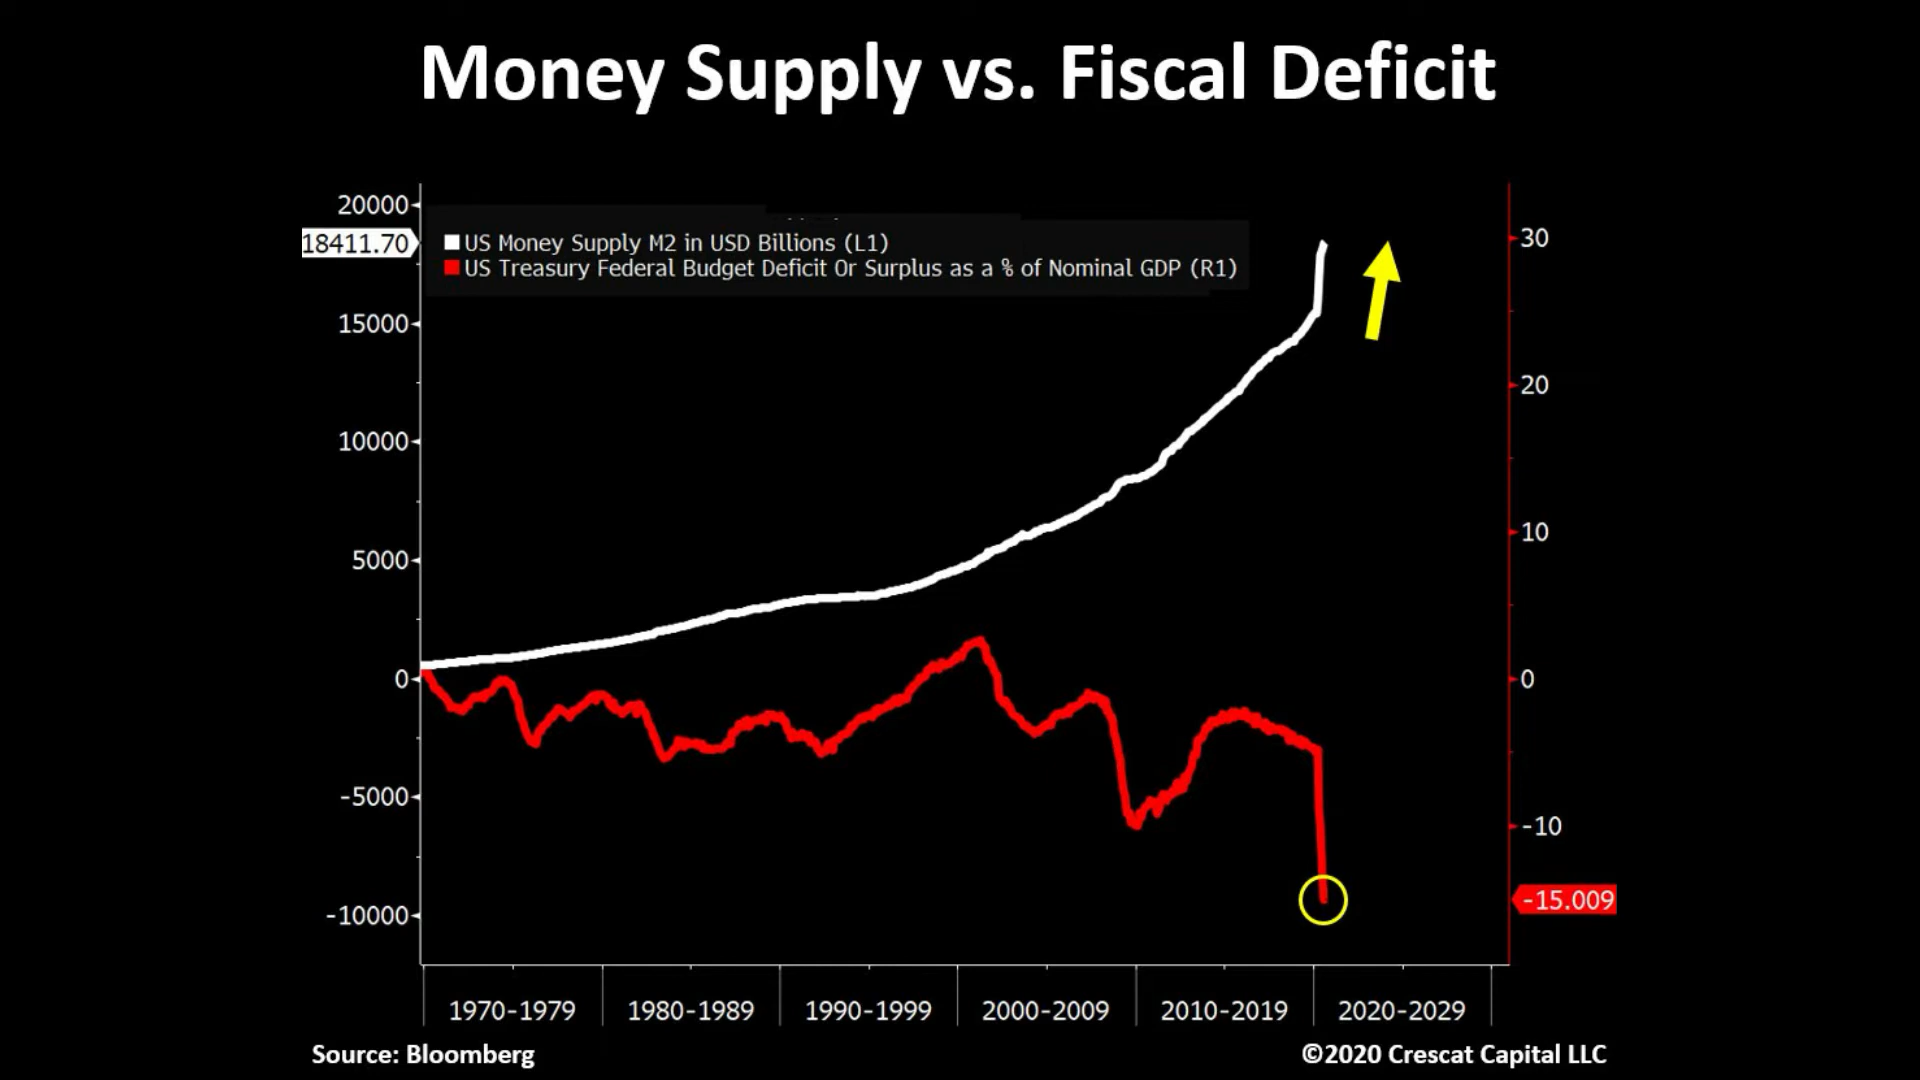 Money Supply vs. Fiscal Deficit
20000
18411.70
15000
10000
5000
0
-5000
-10000
US Money Supply M2 in USD Billions (L1)
US Treasury Federal Budget Deficit Or Surplus as a % of Nominal GDP (R1)
30
20
10
0
-10
-15.009
1970-1979 1980-1989 1990-1999 2000-2009 2010-2019 2020-2029
Source: Bloomberg
©2020 Crescat Capital LLC